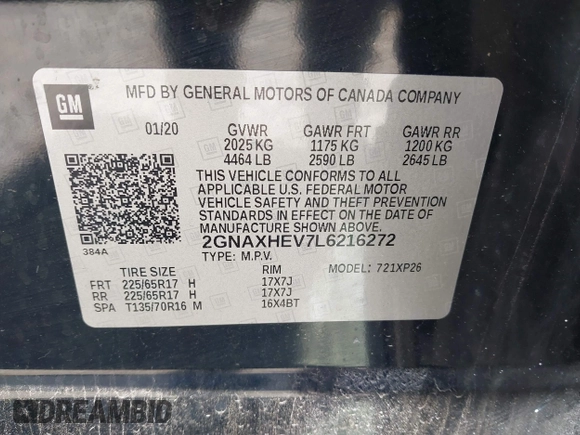 GM
MFD BY GENERAL MOTORS OF CANADA COMPANY
01/20 GVWR GAWR FRT GAWR RR
2025 KG 1175 KG 1200 KG
4464 LB 2590 LB 2645 LB
THIS VEHICLE CONFORMS TO ALL
APPLICABLE U.S. FEDERAL MOTOR
VEHICLE SAFETY AND THEFT PREVENTION
STANDARDS IN EFFECT ON THE DATE OF
MANUFACTURE SHOWN ABOVE.
384A
2GNAXHEV7L6216272
TYPE: M.P.V.
TIRE SIZE RIM MODEL: 721XP26
FRT 225/65R17 H 17X7J
RR 225/65R17 H 17X7J
SPA T135/70R16 M 16X4BT
DREAMBID